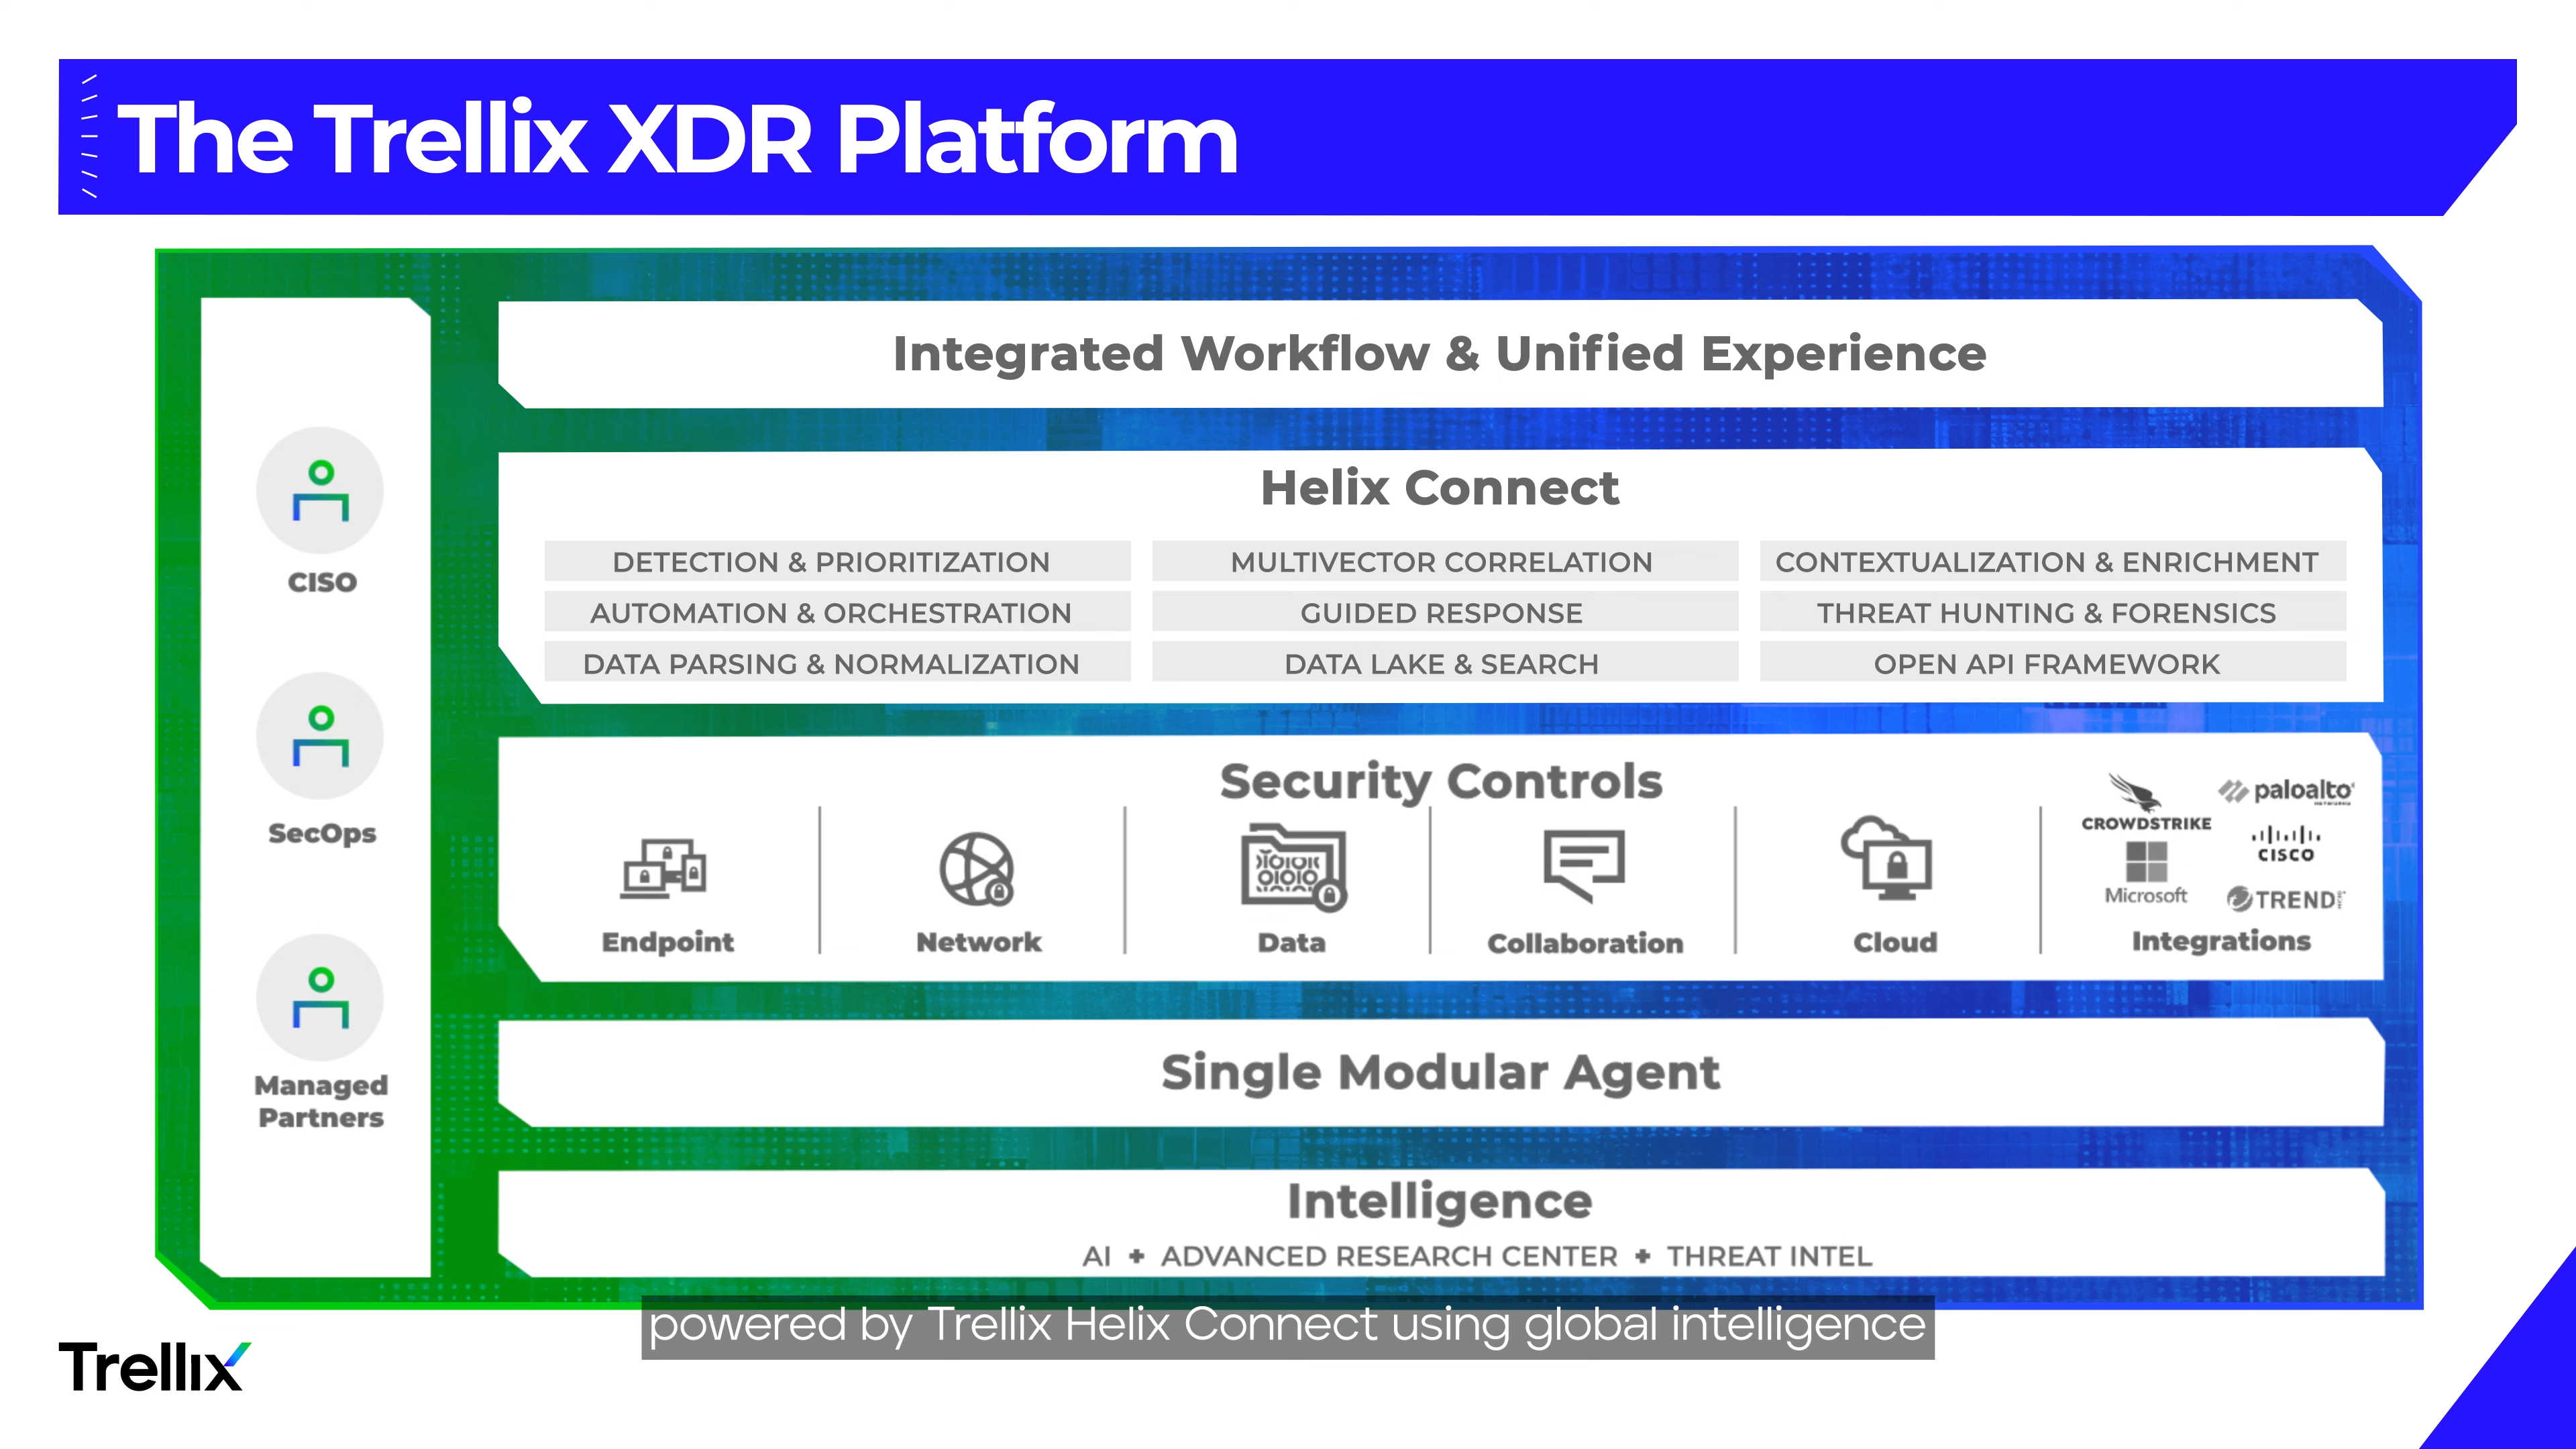 The Trellix XDR Platform
CISO
SecOps
Managed
Partners
Integrated Workflow & Unified Experience
Helix Connect
DETECTION & PRIORITIZATION
MULTIVECTOR CORRELATION
CONTEXTUALIZATION & ENRICHMENT
AUTOMATION & ORCHESTRATION
GUIDED RESPONSE
THREAT HUNTING & FORENSICS
DATA PARSING & NORMALIZATION
DATA LAKE & SEARCH
OPEN API FRAMEWORK
Security Controls
Endpoint
Network
Data
Collaboration
Cloud
CROWDSTRIKE
paloalto
CISCO
Microsoft
TREND
Integrations
Single Modular Agent
Intelligence
AI + ADVANCED RESEARCH CENTER + THREAT INTEL
powered by Trellix Helix Connect using global intelligence
Trellix